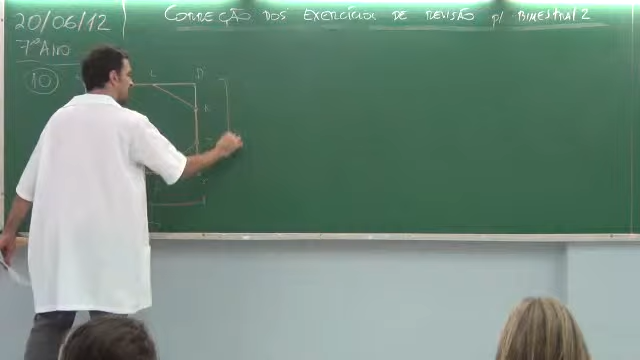 20/06/12 CORREÇÃO DOS EXERCÍCIOS DE REVISÃO p/ BIMESTRAL 2
7º ANO
10
L D
K